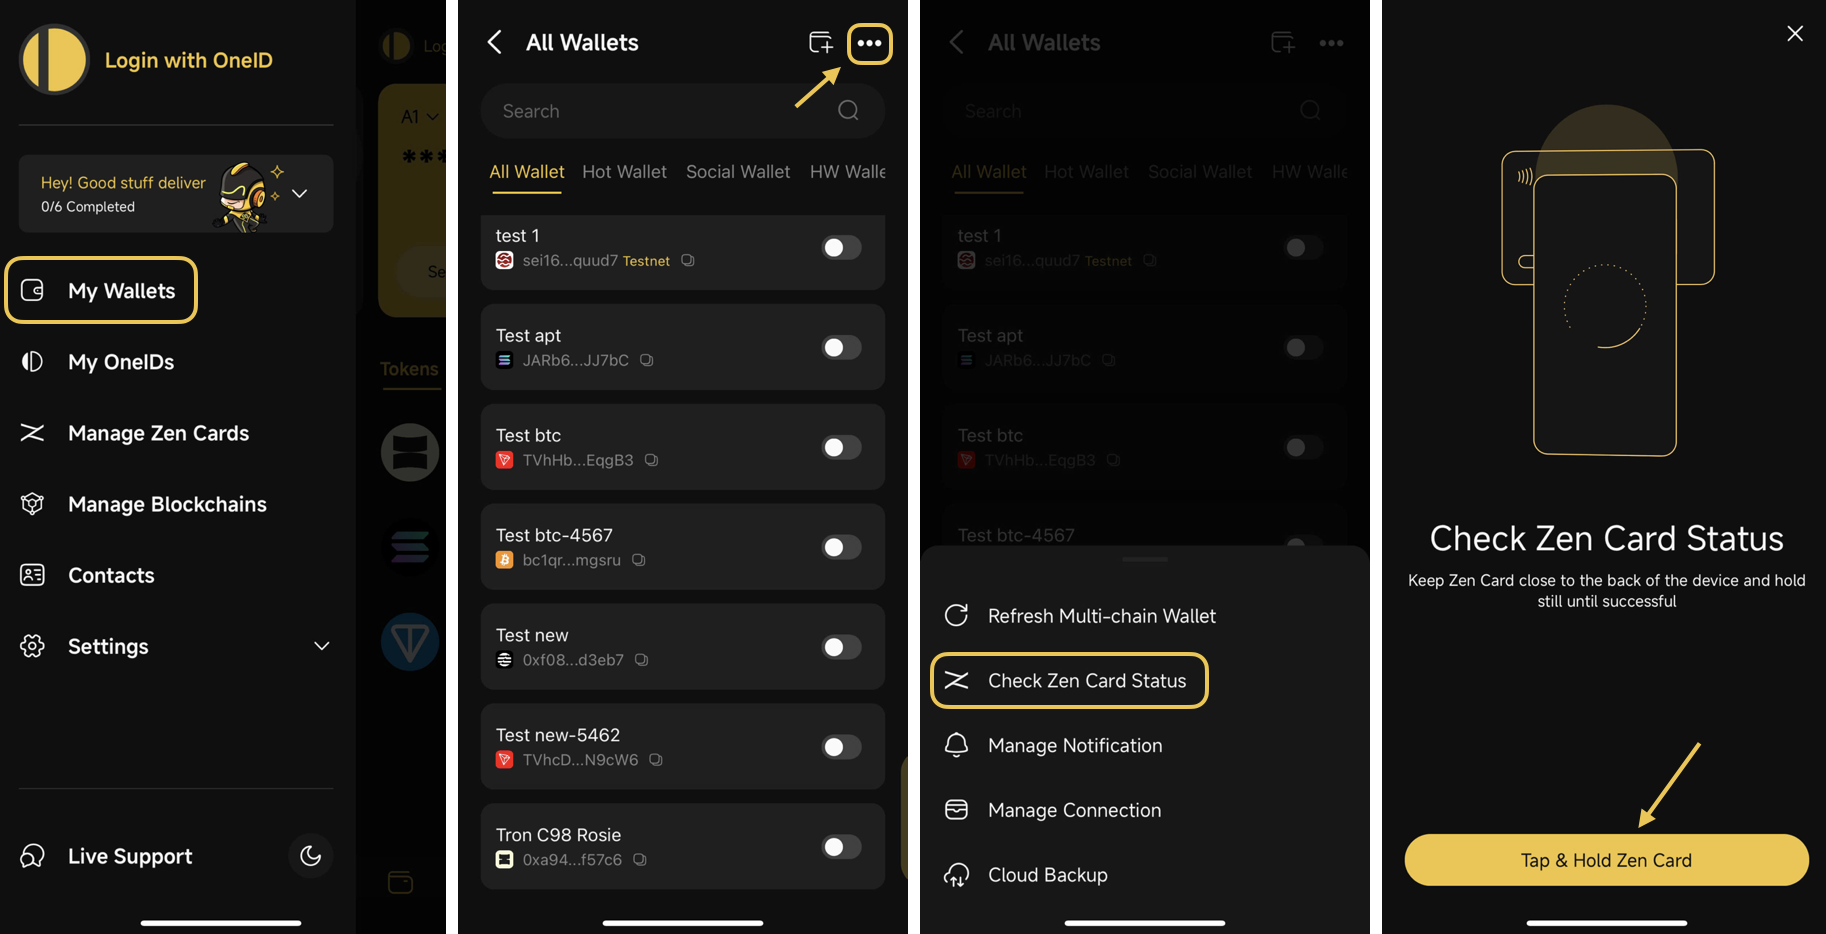 Login with OneID
Hey! Good stuff deliver
0/6 Completed
My Wallets
My OneIDs
Manage Zen Cards
Manage Blockchains
Contacts
Settings
Live Support
Log
A1
***
Se
Tokens
All Wallets
Search
All Wallet Hot Wallet Social Wallet HW Walle
test 1
sei16...quud7 Testnet
Test apt
JARb6...JJ7bC
Test btc
TVhHb...EqgB3
Test btc-4567
bc1qr...mgsru
Test new
0xf08...d3eb7
Test new-5462
TVhcD...N9cW6
Tron C98 Rosie
0xa94...f57c6
All Wallets
Search
All Wallet Hot Wallet Social Wallet HW Walle
test 1
sei16...quud7 Testnet
Test apt
JARb6...JJ7bC
Test btc
TVhHb...EqgB3
Test btc-4567
Refresh Multi-chain Wallet
Check Zen Card Status
Manage Notification
Manage Connection
Cloud Backup
Check Zen Card Status
Keep Zen Card close to the back of the device and hold
still until successful
Tap & Hold Zen Card